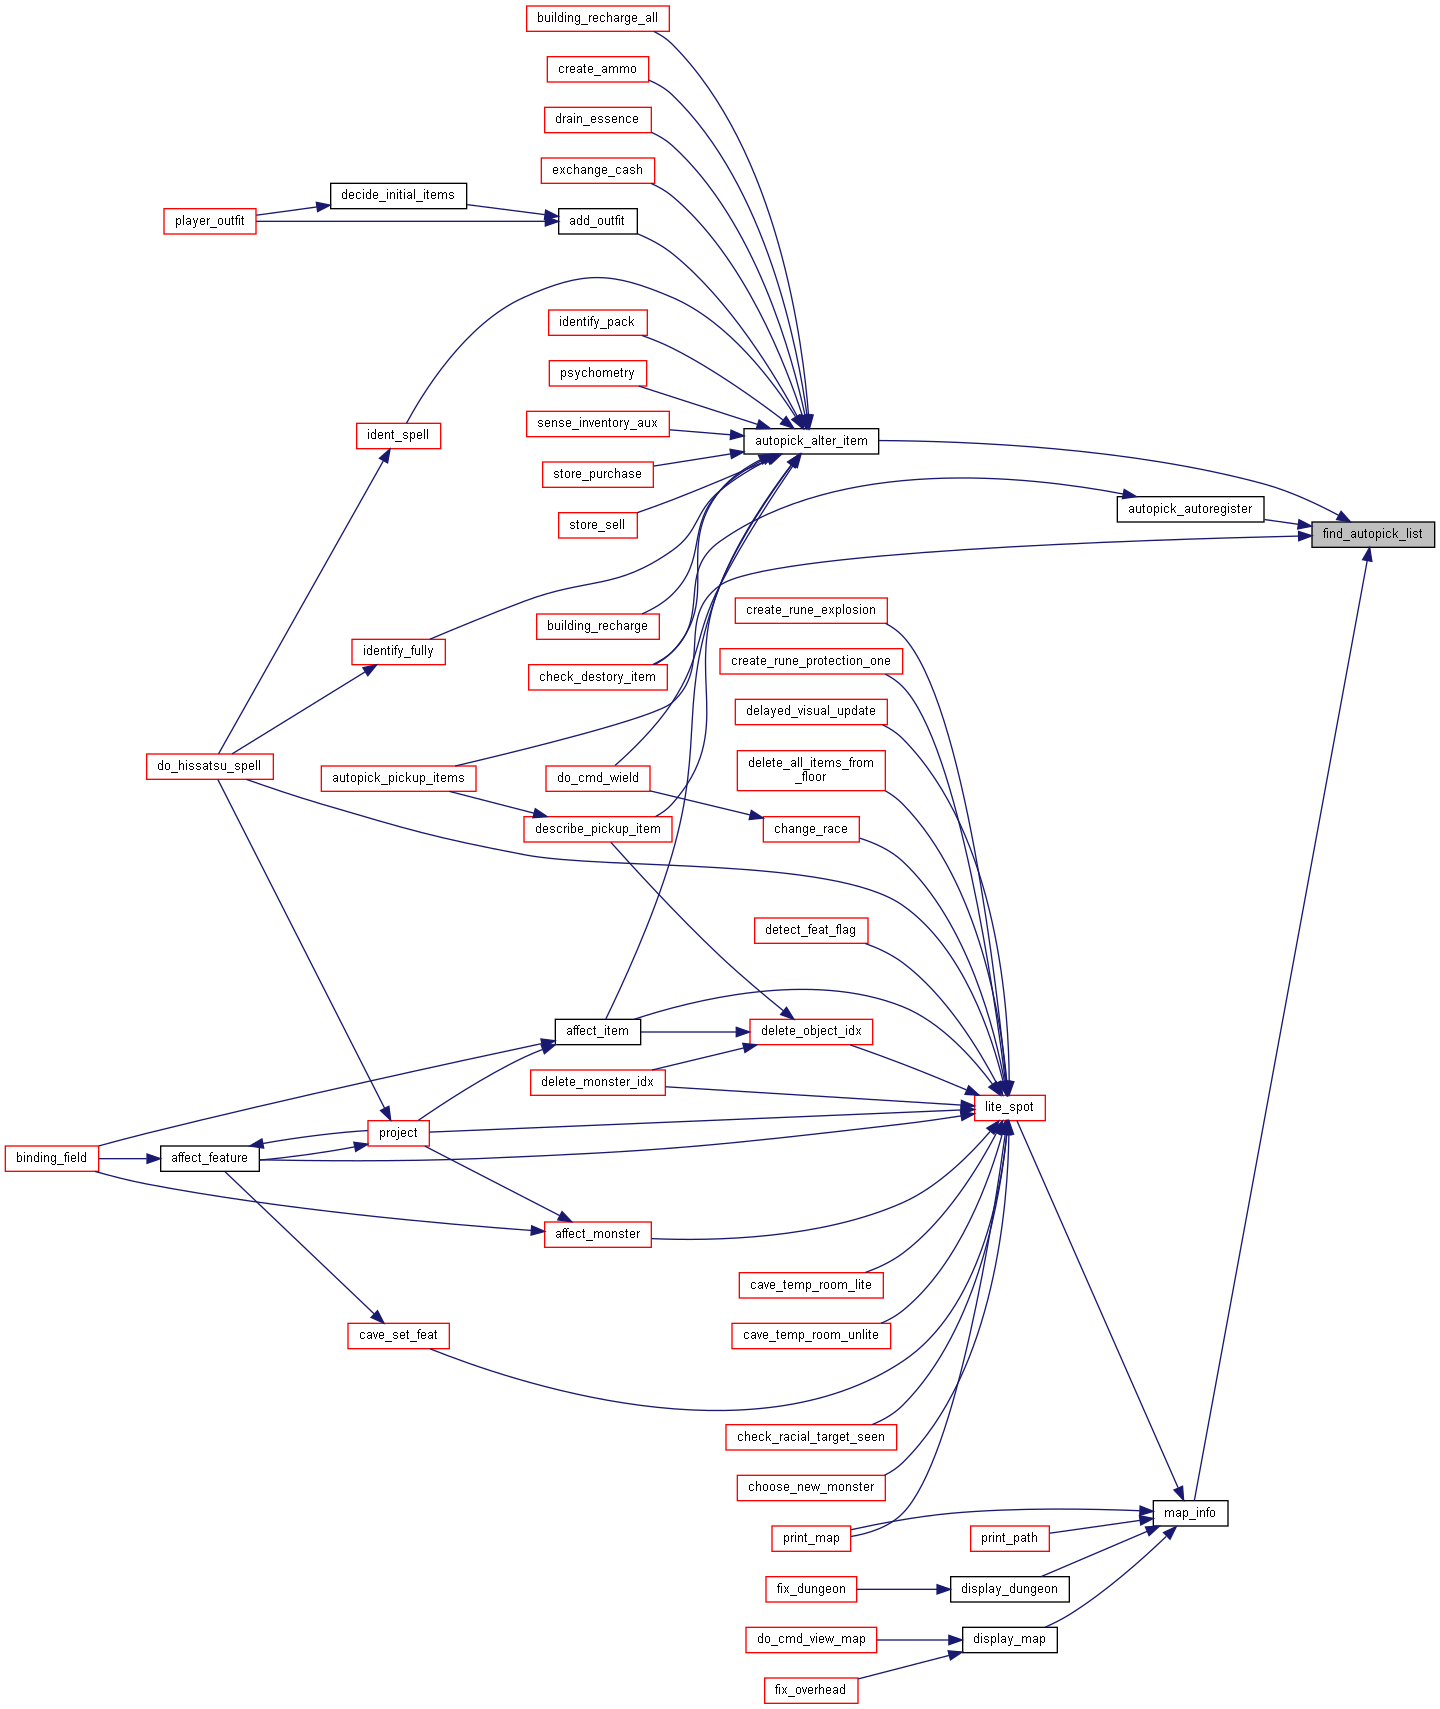 building_recharge_all
create_ammo
drain_essence
exchange_cash
decide_initial_items
player_outfit
add_outfit
identify_pack
psychometry
sense_inventory_aux
ident_spell
autopick_alter_item
store_purchase
store_sell
autopick_autoregister
find_autopick_list
create_rune_explosion
building_recharge
identify_fully
create_rune_protection_one
check_destory_item
delayed_visual_update
do_hissatsu_spell
delete_all_items_from
_floor
autopick_pickup_items
do_cmd_wield
describe_pickup_item
change_race
detect_feat_flag
affect_item
delete_object_idx
delete_monster_idx
lite_spot
project
binding_field
affect_feature
affect_monster
cave_temp_room_lite
cave_set_feat
cave_temp_room_unlite
check_racial_target_seen
choose_new_monster
map_info
print_map
print_path
fix_dungeon
display_dungeon
do_cmd_view_map
display_map
fix_overhead